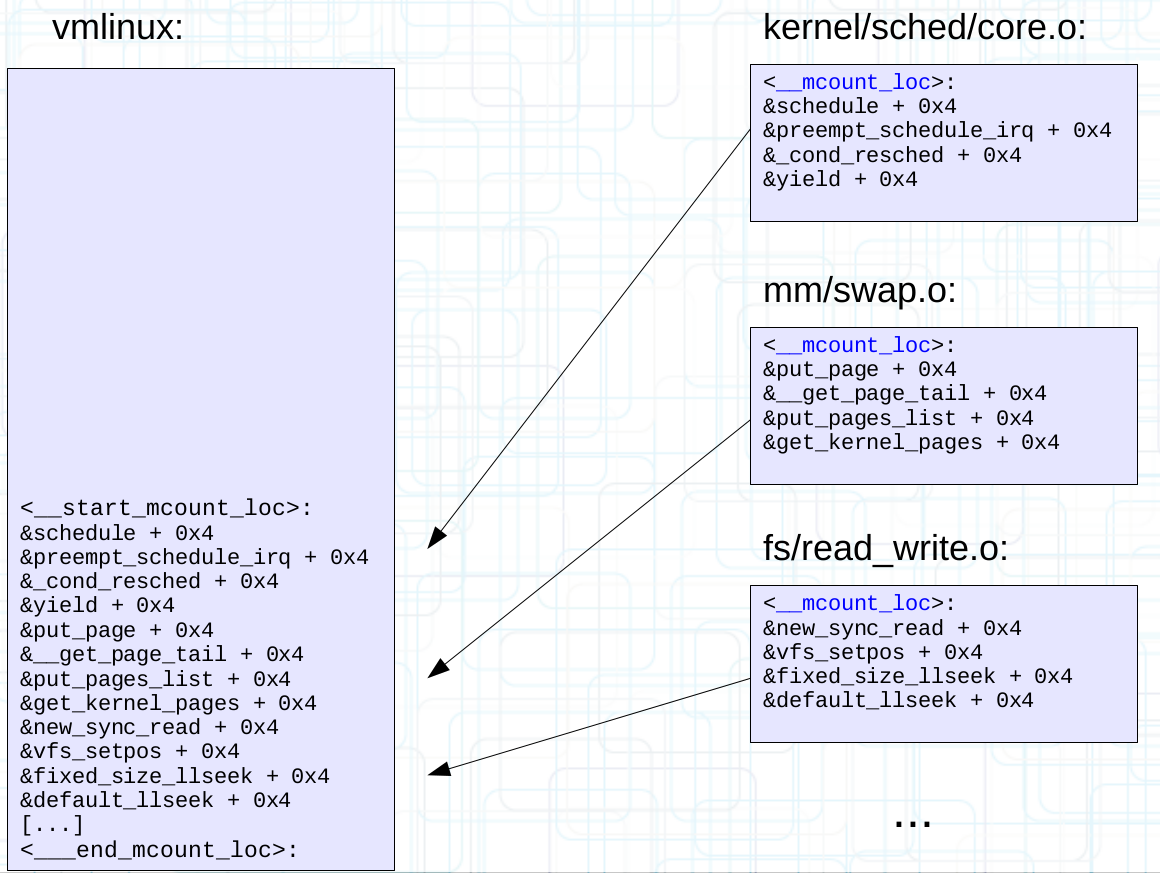 vmlinux:
<__start_mcount_loc>:
&schedule + 0x4
&preempt_schedule_irq + 0x4
&_cond_resched + 0x4
&yield + 0x4
&put_page + 0x4
&__get_page_tail + 0x4
&put_pages_list + 0x4
&get_kernel_pages + 0x4
&new_sync_read + 0x4
&vfs_setpos + 0x4
&fixed_size_llseek + 0x4
&default_llseek + 0x4
[...]
<___end_mcount_loc>:
kernel/sched/core.o:
<__mcount_loc>:
&schedule + 0x4
&preempt_schedule_irq + 0x4
&_cond_resched + 0x4
&yield + 0x4
mm/swap.o:
<__mcount_loc>:
&put_page + 0x4
&__get_page_tail + 0x4
&put_pages_list + 0x4
&get_kernel_pages + 0x4
fs/read_write.o:
<__mcount_loc>:
&new_sync_read + 0x4
&vfs_setpos + 0x4
&fixed_size_llseek + 0x4
&default_llseek + 0x4
...